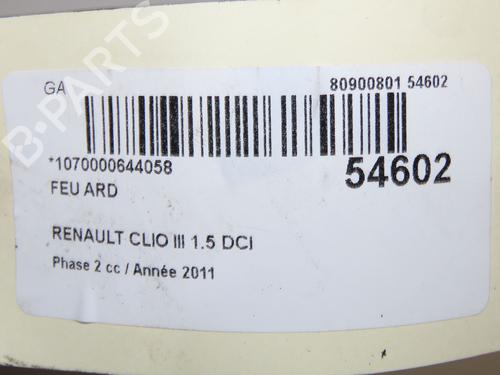 GA
80900801 54602
*1070000644058
54602
FEU ARD
RENAULT CLIO III 1.5 DCI
Phase 2 cc / Année 2011
B-PARTS